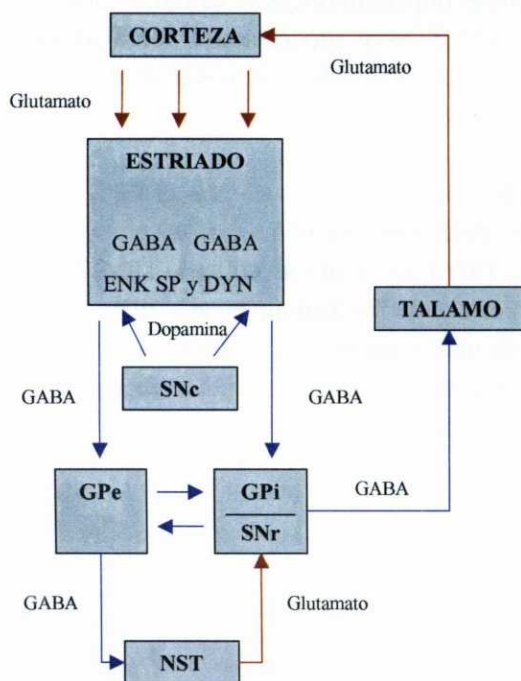 CORTEZA
Glutamato
Glutamato
ESTRIADO
GABA GABA
ENK SP y DYN
TALAMO
Dopamina
SNc
GABA
GABA
GPe
GPi
SNr
GABA
GABA
Glutamato
NST